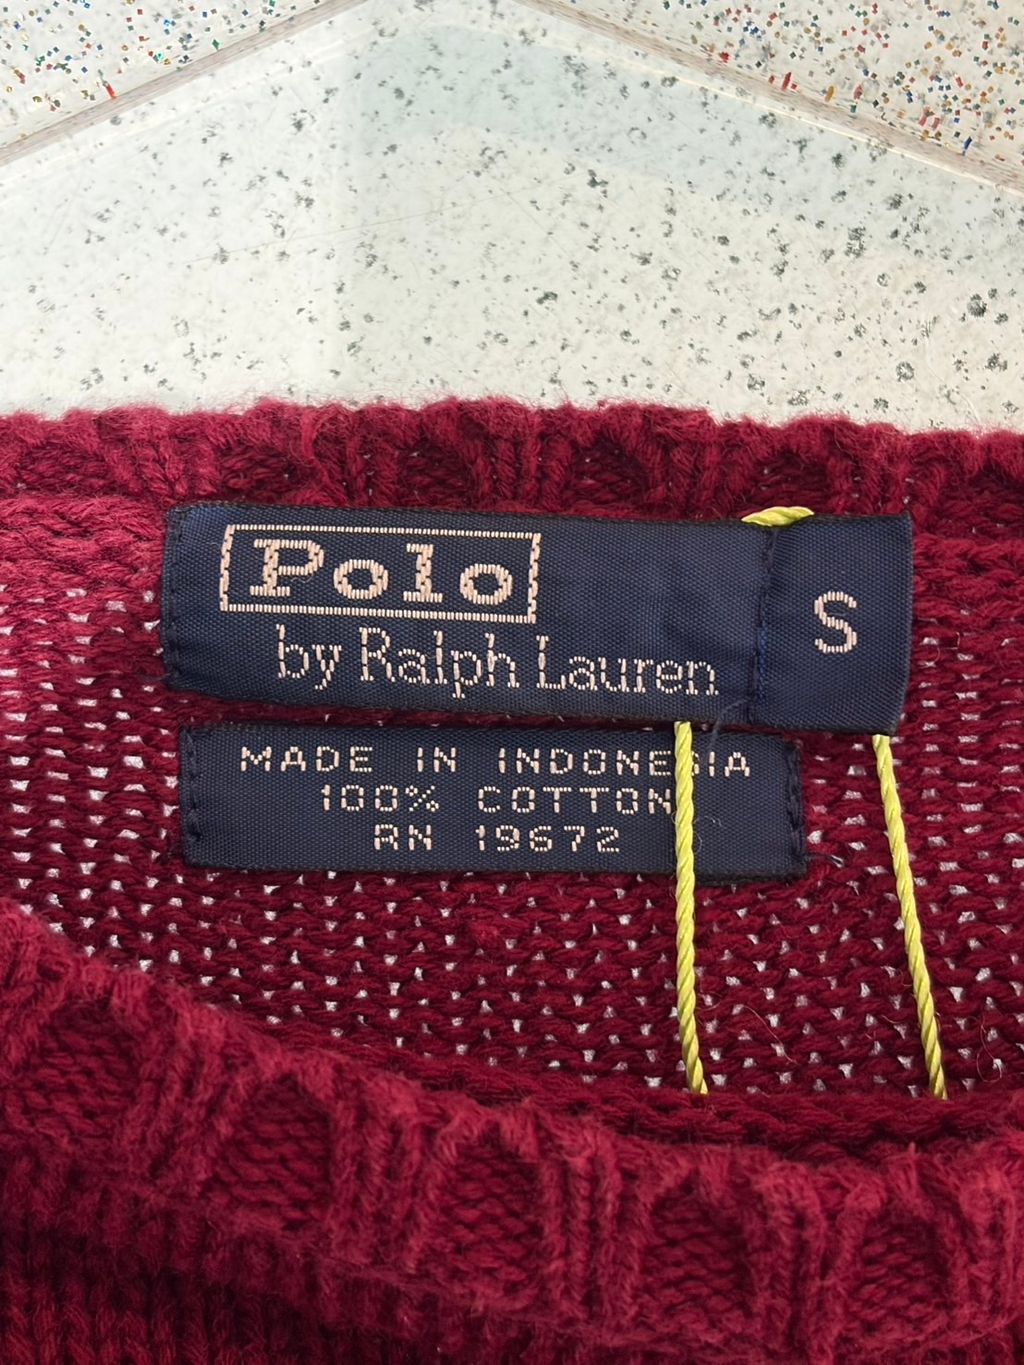 Polo
by Ralph Lauren
S
MADE IN INDONESIA
100% COTTON
RN 19672